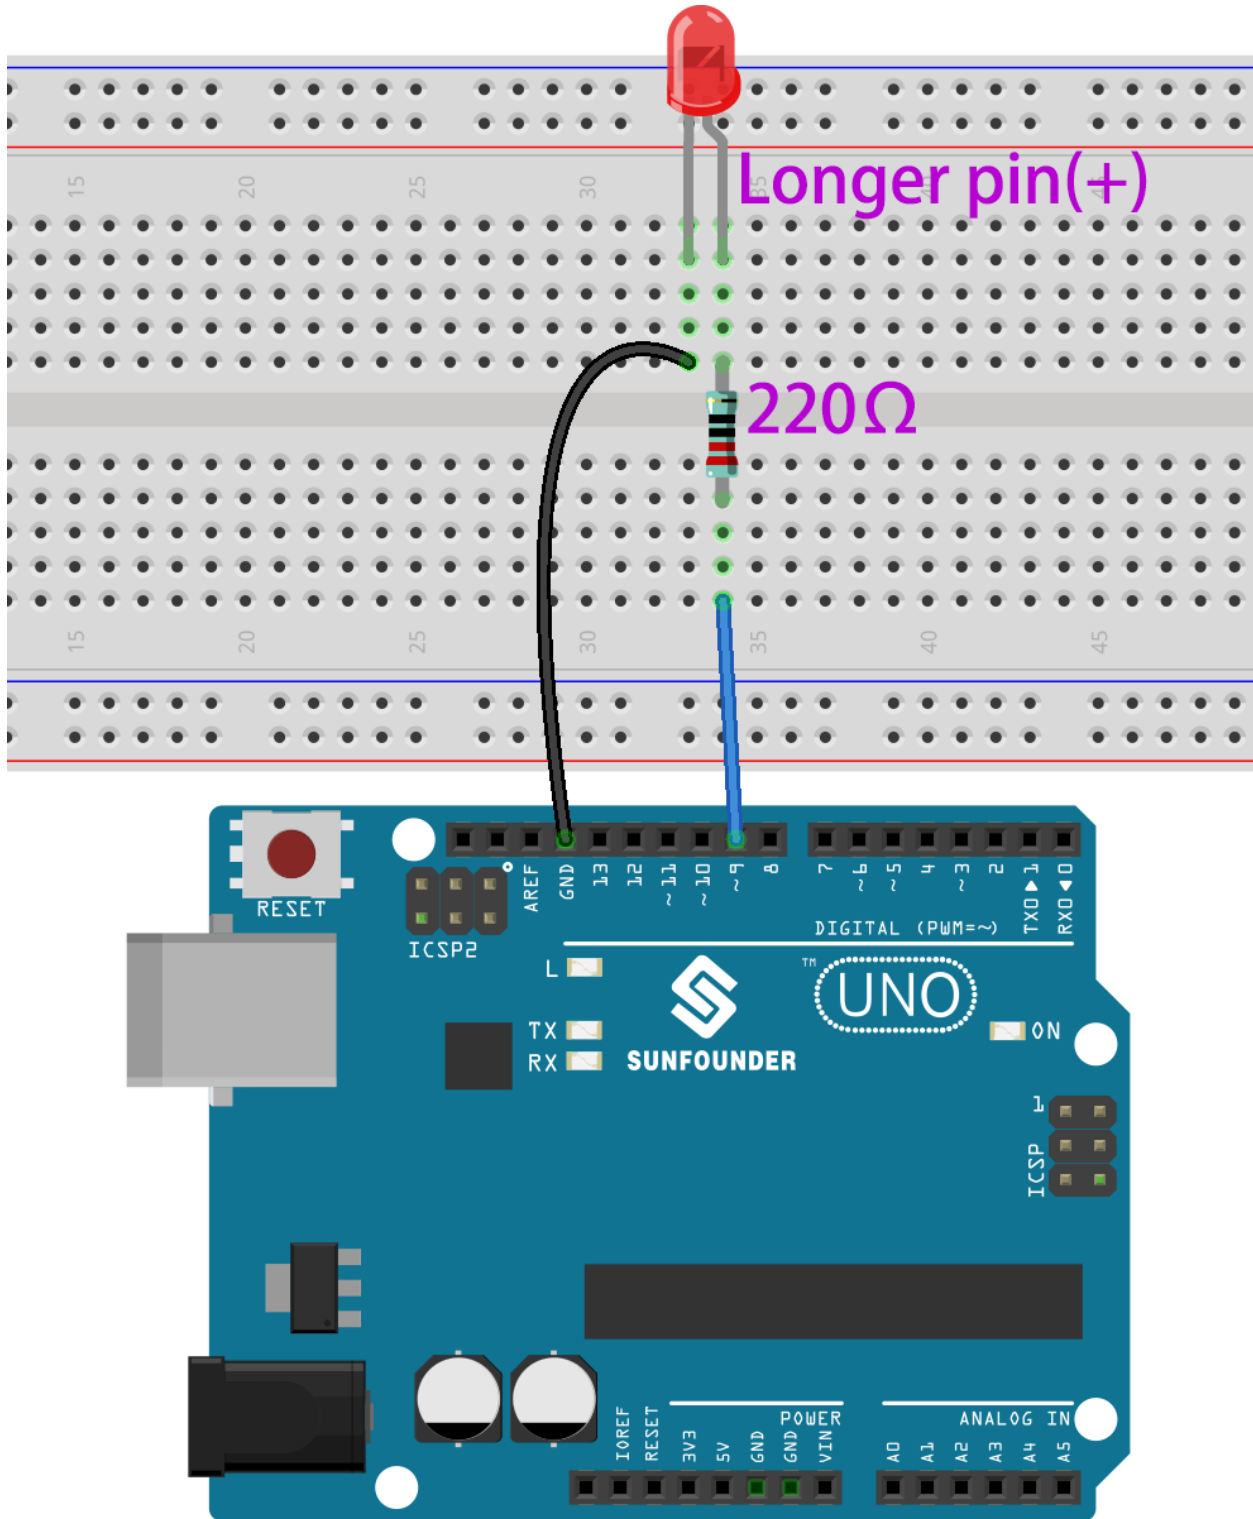 15 20 25 30 35 40 45
Longer pin(+)
220Ω
15 20 25 30 35 40 45
RESET
AREF GND 13 12 ~11 ~10 ~9 8 7 ~6 ~5 4 ~3 2 TX0▶1 RX0◀0
ICSP2
DIGITAL (PWM=~)
L
TX
RX
SUNFOUNDER
™ UNO
ON
1
ICSP
IOREF RESET 3V3 5V GND GND VIN
POWER
ANALOG IN
A0 A1 A2 A3 A4 A5